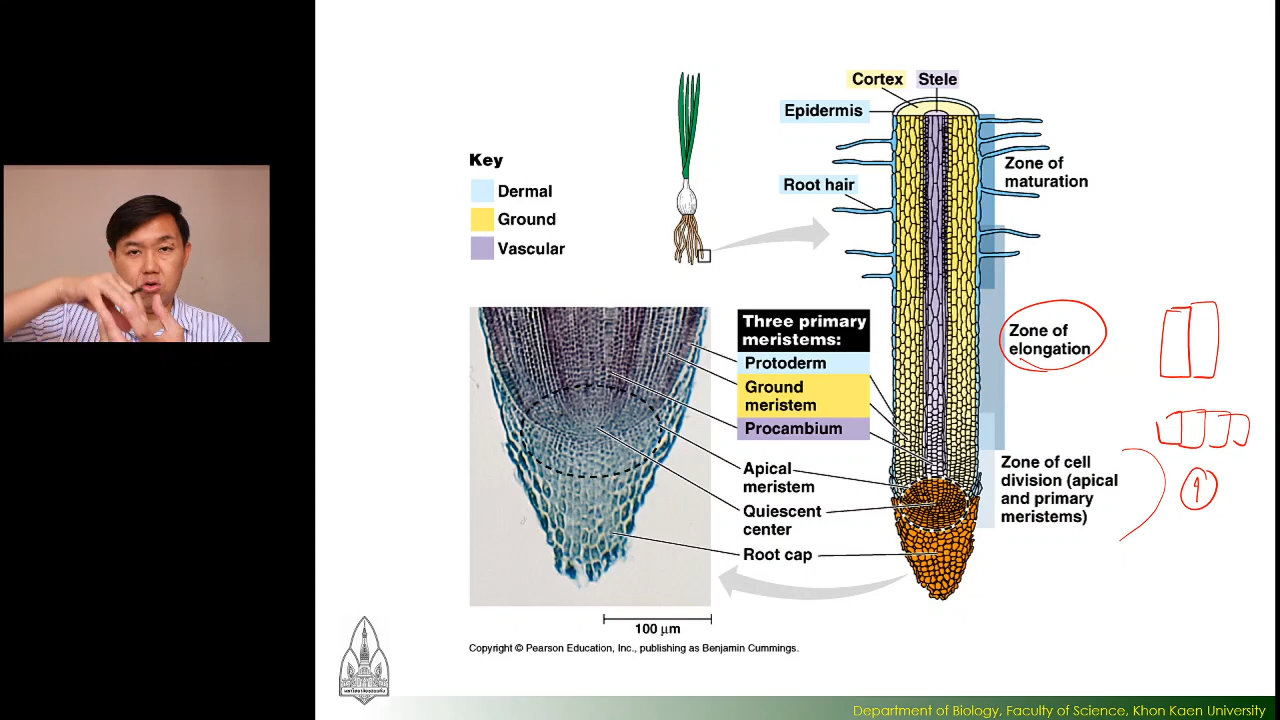 Cortex
Stele
Epidermis
Root hair
Zone of
maturation
Key
Dermal
Ground
Vascular
Zone of
elongation
Three primary
meristems:
Protoderm
Ground
meristem
Procambium
Apical
meristem
Quiescent
center
Root cap
Zone of cell
division (apical
and primary
meristems)
100 μm
Copyright © Pearson Education, Inc., publishing as Benjamin Cummings.
Department of Biology, Faculty of Science, Khon Kaen University